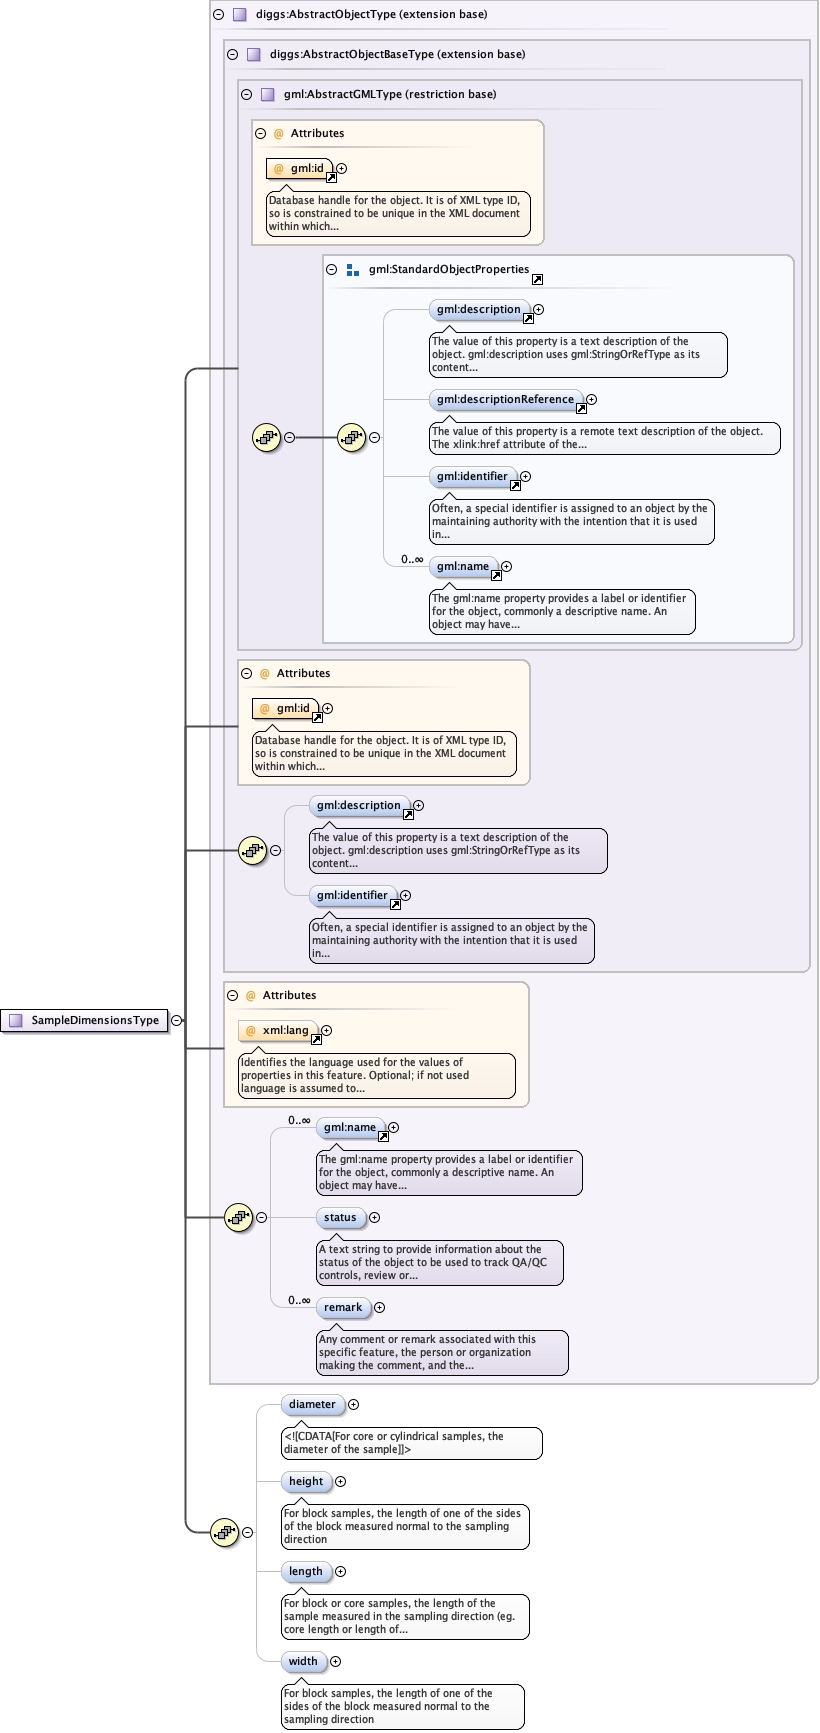 diggs:AbstractObjectType (extension base)
diggs:AbstractObjectBaseType (extension base)
gml:AbstractGMLType (restriction base)
@ Attributes
@ gml:id
Database handle for the object. It is of XML type ID,
so is constrained to be unique in the XML document
within which...
gml:StandardObjectProperties
gml:description
The value of this property is a text description of the
object. gml:description uses gml:StringOrRefType as its
content...
gml:descriptionReference
The value of this property is a remote text description of the object.
The xlink:href attribute of the...
gml:identifier
Often, a special identifier is assigned to an object by the
maintaining authority with the intention that it is used
in...
0..∞
gml:name
The gml:name property provides a label or identifier
for the object, commonly a descriptive name. An
object may have...
@ Attributes
@ gml:id
Database handle for the object. It is of XML type ID,
so is constrained to be unique in the XML document
within which...
gml:description
The value of this property is a text description of the
object. gml:description uses gml:StringOrRefType as its
content...
gml:identifier
Often, a special identifier is assigned to an object by the
maintaining authority with the intention that it is used
in...
SampleDimensionsType
@ Attributes
@ xml:lang
Identifies the language used for the values of
properties in this feature. Optional; if not used
language is assumed to...
0..∞
gml:name
The gml:name property provides a label or identifier
for the object, commonly a descriptive name. An
object may have...
status
A text string to provide information about the
status of the object to be used to track QA/QC
controls, review or...
0..∞
remark
Any comment or remark associated with this
specific feature, the person or organization
making the comment, and the...
diameter
<![CDATA[For core or cylindrical samples, the
diameter of the sample]]>
height
For block samples, the length of one of the sides
of the block measured normal to the sampling
direction
length
For block or core samples, the length of the
sample measured in the sampling direction (eg.
core length or length of...
width
For block samples, the length of one of the
sides of the block measured normal to the
sampling direction